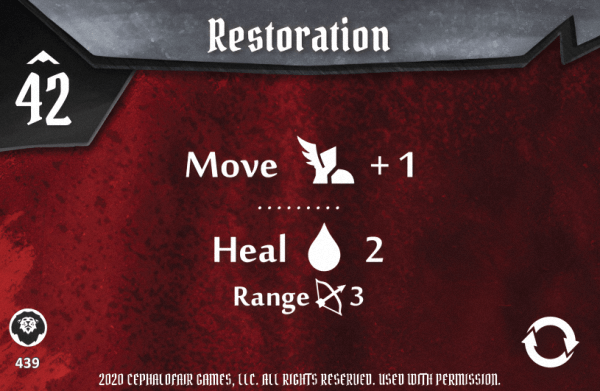 Restoration
42
Move + 1
Heal 2
Range 3
439
2020 CEPHALOFAIR GAMES, LLC. ALL RIGHTS RESERVED. USED WITH PERMISSION.